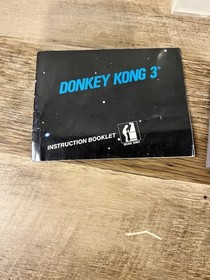 DONKEY KONG 3
INSTRUCTION BOOKLET